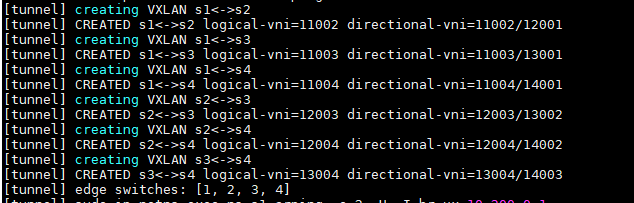 [tunnel] creating VXLAN s1<->s2
[tunnel] CREATED s1<->s2 logical-vni=11002 directional-vni=11002/12001
[tunnel] creating VXLAN s1<->s3
[tunnel] CREATED s1<->s3 logical-vni=11003 directional-vni=11003/13001
[tunnel] creating VXLAN s1<->s4
[tunnel] CREATED s1<->s4 logical-vni=11004 directional-vni=11004/14001
[tunnel] creating VXLAN s2<->s3
[tunnel] CREATED s2<->s3 logical-vni=12003 directional-vni=12003/13002
[tunnel] creating VXLAN s2<->s4
[tunnel] CREATED s2<->s4 logical-vni=12004 directional-vni=12004/14002
[tunnel] creating VXLAN s3<->s4
[tunnel] CREATED s3<->s4 logical-vni=13004 directional-vni=13004/14003
[tunnel] edge switches: [1, 2, 3, 4]
[tunnel]